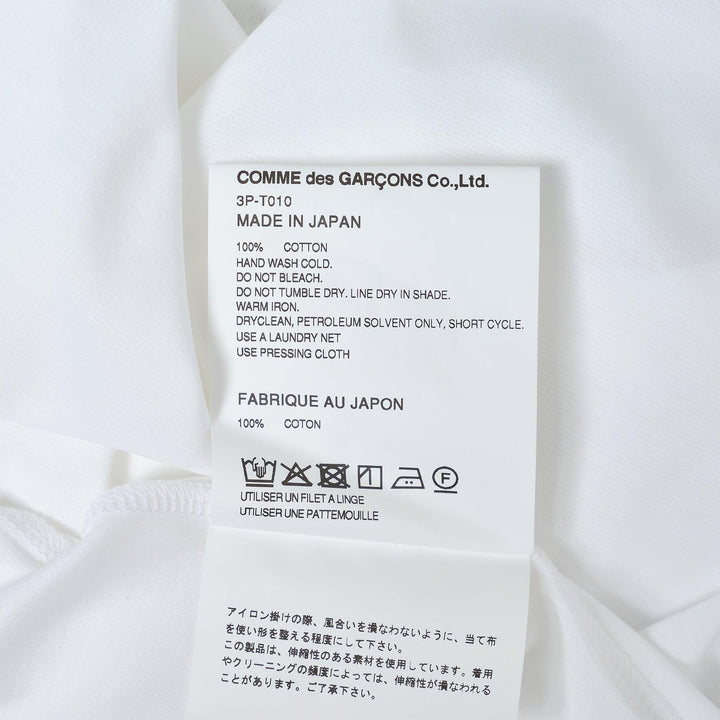 COMME des GARÇONS Co.,Ltd.
3P-T010
MADE IN JAPAN
100% COTTON
HAND WASH COLD.
DO NOT BLEACH.
DO NOT TUMBLE DRY. LINE DRY IN SHADE.
WARM IRON.
DRYCLEAN, PETROLEUM SOLVENT ONLY, SHORT CYCLE.
USE A LAUNDRY NET
USE PRESSING CLOTH
FABRIQUE AU JAPON
100% COTON
F
UTILISER UN FILET A LINGE
UTILISER UNE PATTEMOUILLE
アイロン掛けの際、風合いを損なわないように、当て布
を使い形を整える程度にして下さい。
この製品は、伸縮性のある素材を使用しています。着用
やクリーニングの頻度によっては、伸縮性が損なわれる
ことがあります。ご了承下さい。